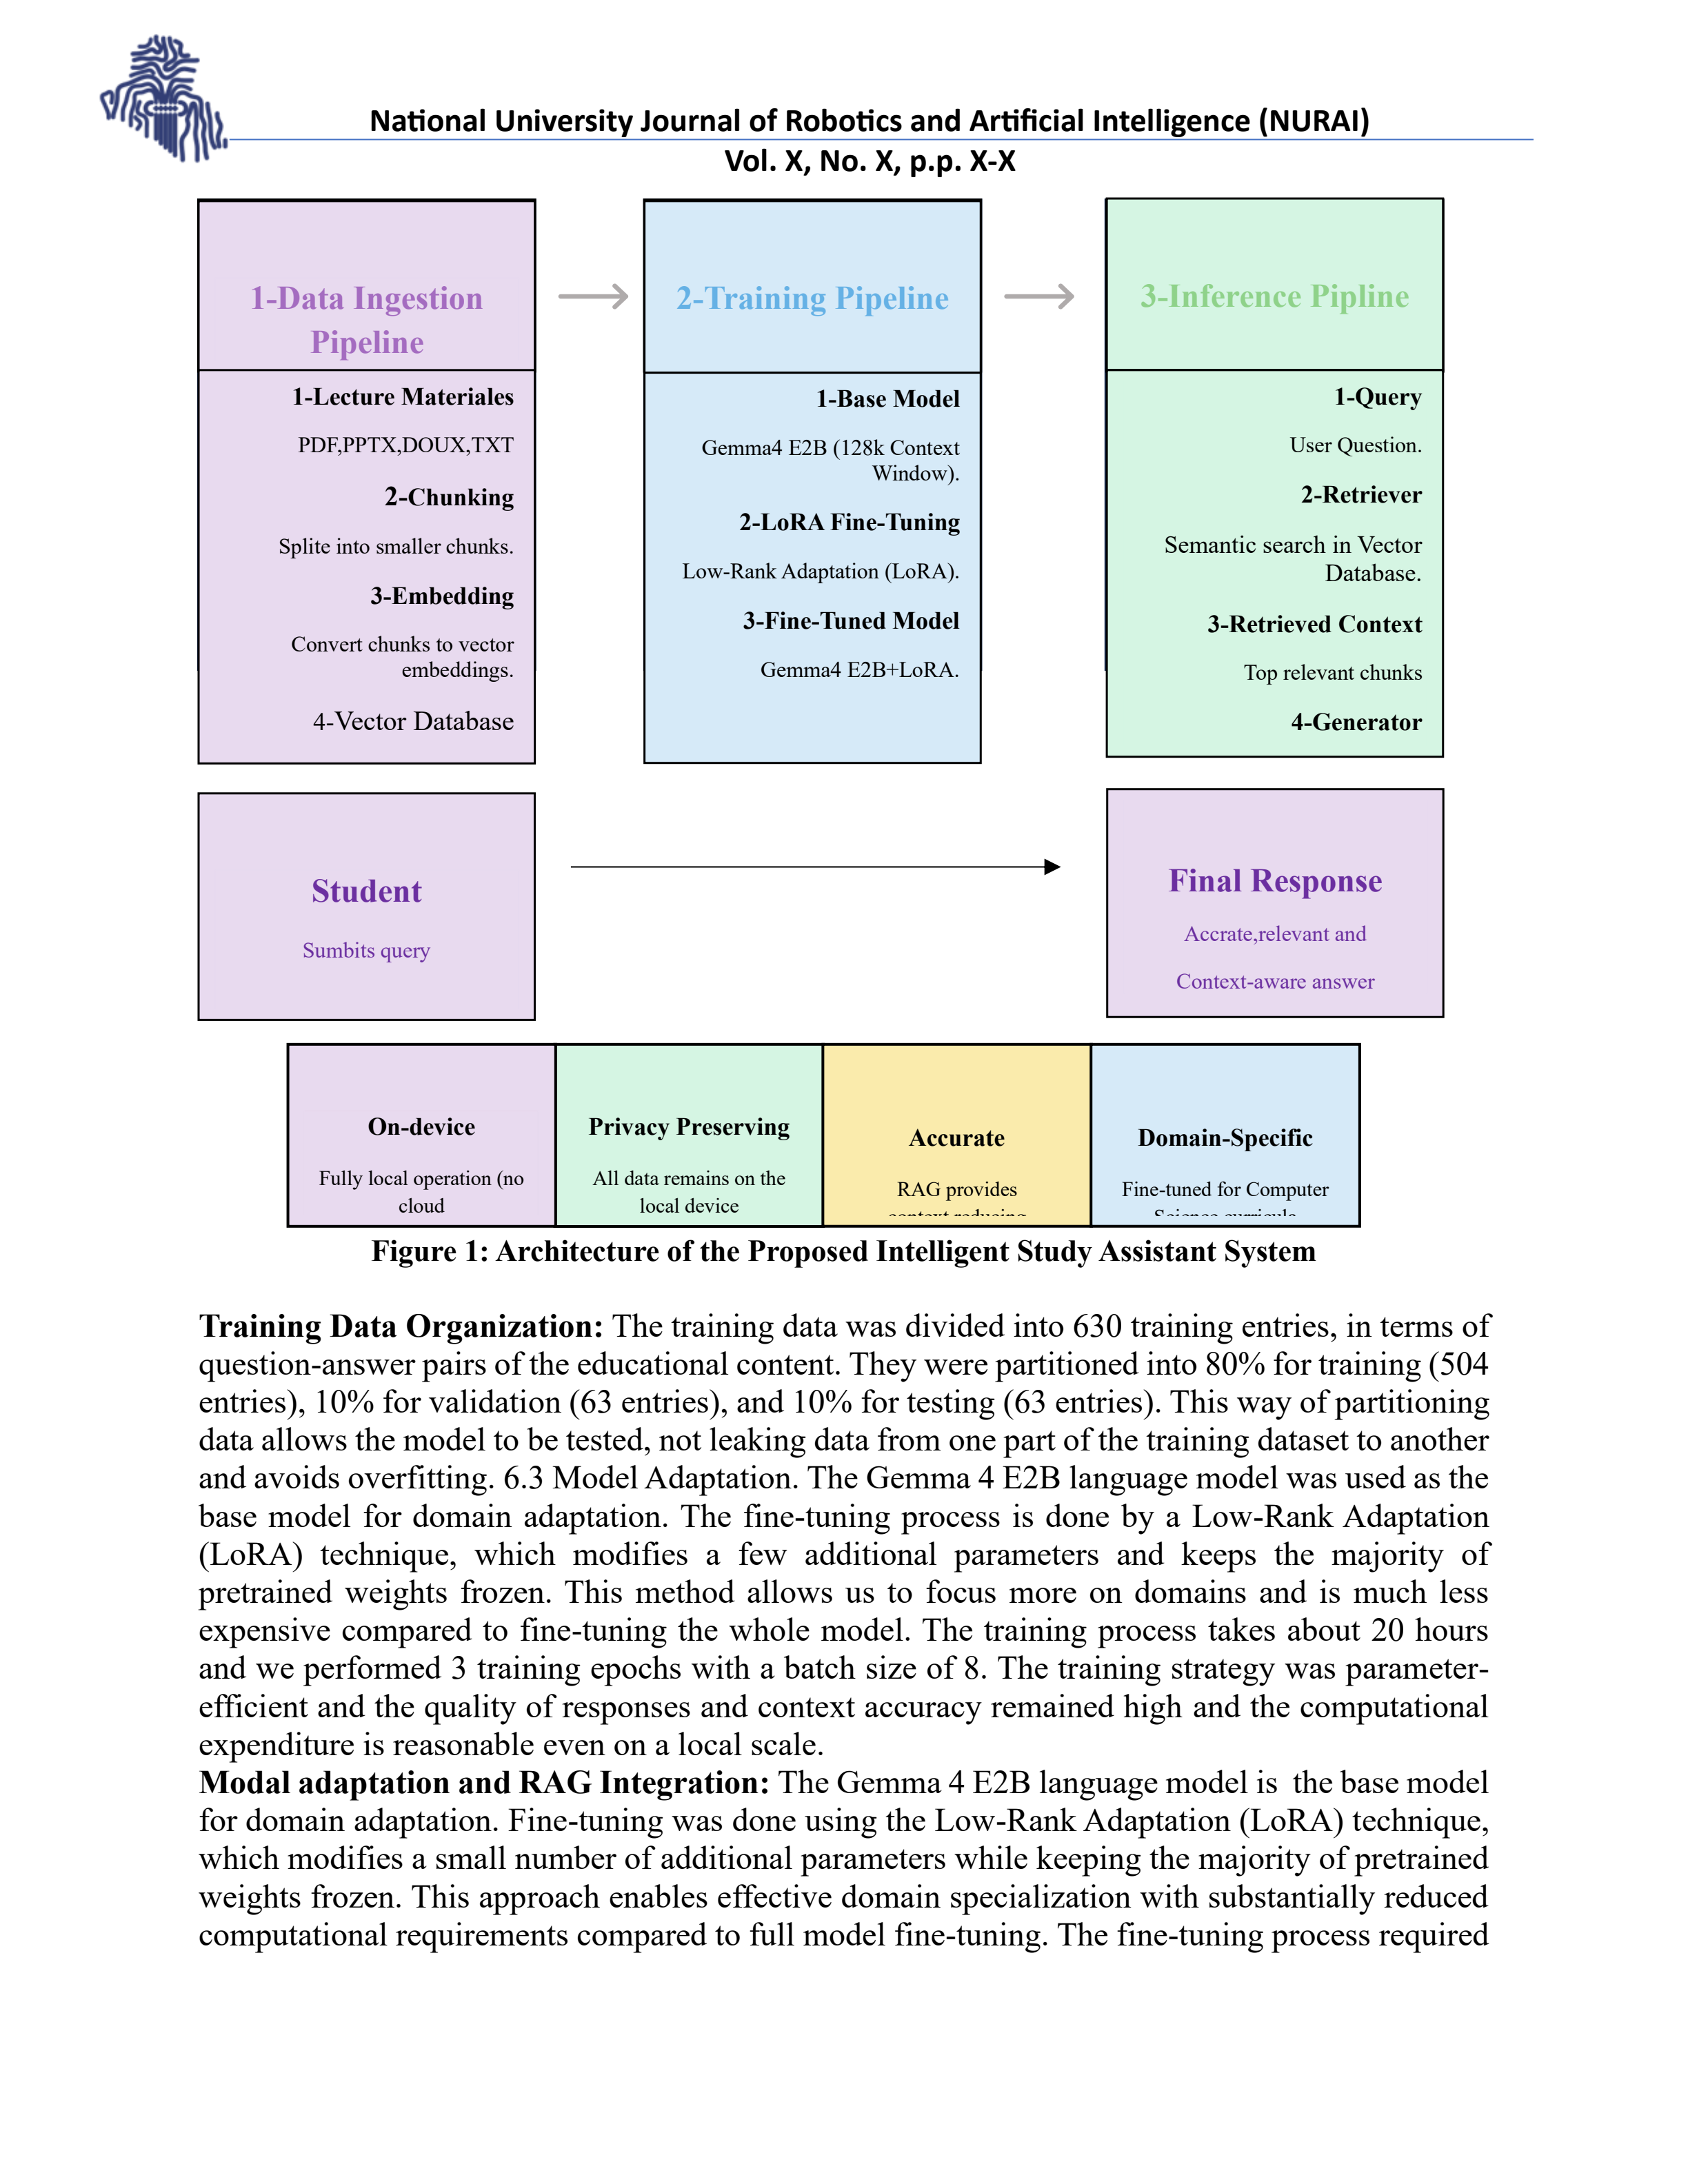 National University Journal of Robotics and Artificial Intelligence (NURAI)
Vol. X, No. X, p.p. X-X
1-Data Ingestion
Pipeline
1-Lecture Materiales
PDF,PPTX,DOUX,TXT
2-Chunking
Splite into smaller chunks.
3-Embedding
Convert chunks to vector
embeddings.
4-Vector Database
2-Training Pipeline
1-Base Model
Gemma4 E2B (128k Context
Window).
2-LoRA Fine-Tuning
Low-Rank Adaptation (LoRA).
3-Fine-Tuned Model
Gemma4 E2B+LoRA.
3-Inference Pipline
1-Query
User Question.
2-Retriever
Semantic search in Vector
Database.
3-Retrieved Context
Top relevant chunks
4-Generator
Student
Sumbits query
Final Response
Accrate,relevant and
Context-aware answer
On-device
Fully local operation (no
cloud
Privacy Preserving
All data remains on the
local device
Accurate
RAG provides
context reducing
Domain-Specific
Fine-tuned for Computer
Science curricula
Figure 1: Architecture of the Proposed Intelligent Study Assistant System
Training Data Organization: The training data was divided into 630 training entries, in terms of
question-answer pairs of the educational content. They were partitioned into 80% for training (504
entries), 10% for validation (63 entries), and 10% for testing (63 entries). This way of partitioning
data allows the model to be tested, not leaking data from one part of the training dataset to another
and avoids overfitting. 6.3 Model Adaptation. The Gemma 4 E2B language model was used as the
base model for domain adaptation. The fine-tuning process is done by a Low-Rank Adaptation
(LoRA) technique, which modifies a few additional parameters and keeps the majority of
pretrained weights frozen. This method allows us to focus more on domains and is much less
expensive compared to fine-tuning the whole model. The training process takes about 20 hours
and we performed 3 training epochs with a batch size of 8. The training strategy was parameter-
efficient and the quality of responses and context accuracy remained high and the computational
expenditure is reasonable even on a local scale.
Modal adaptation and RAG Integration: The Gemma 4 E2B language model is the base model
for domain adaptation. Fine-tuning was done using the Low-Rank Adaptation (LoRA) technique,
which modifies a small number of additional parameters while keeping the majority of pretrained
weights frozen. This approach enables effective domain specialization with substantially reduced
computational requirements compared to full model fine-tuning. The fine-tuning process required